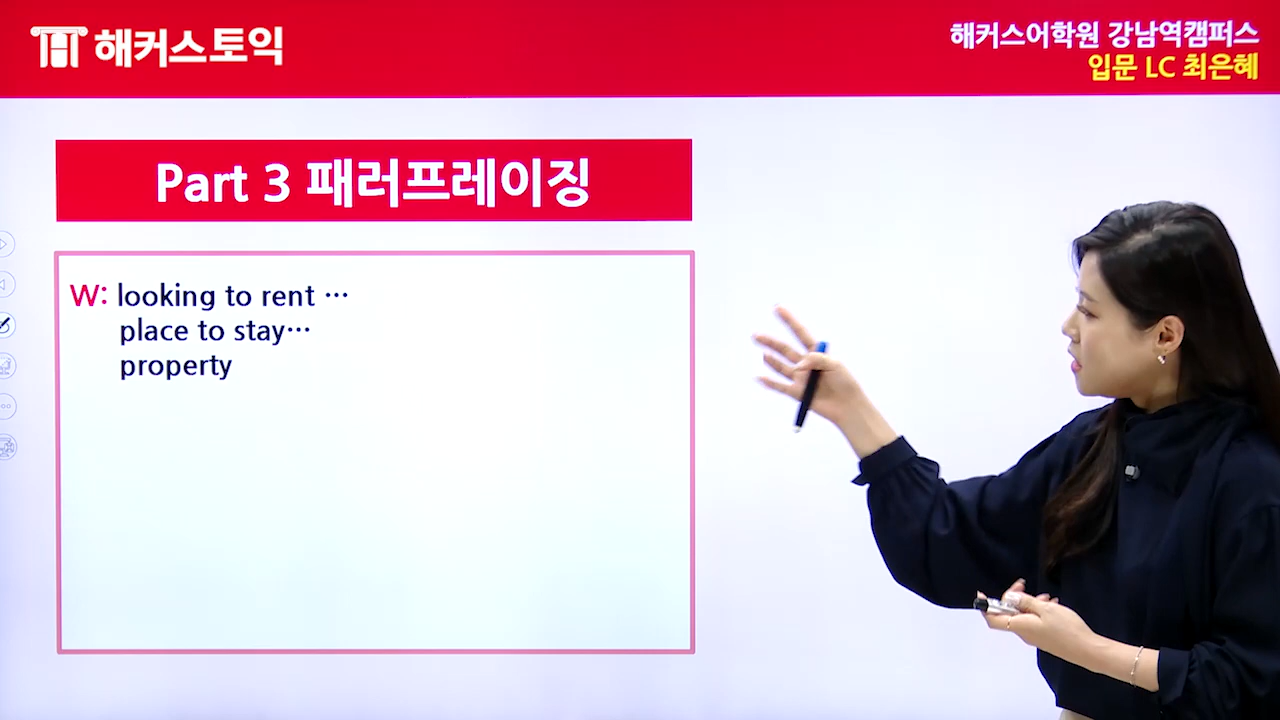 해커스토익
해커스어학원 강남역캠퍼스
입문 LC 최은혜
Part 3 패러프레이징
W: looking to rent …
place to stay…
property